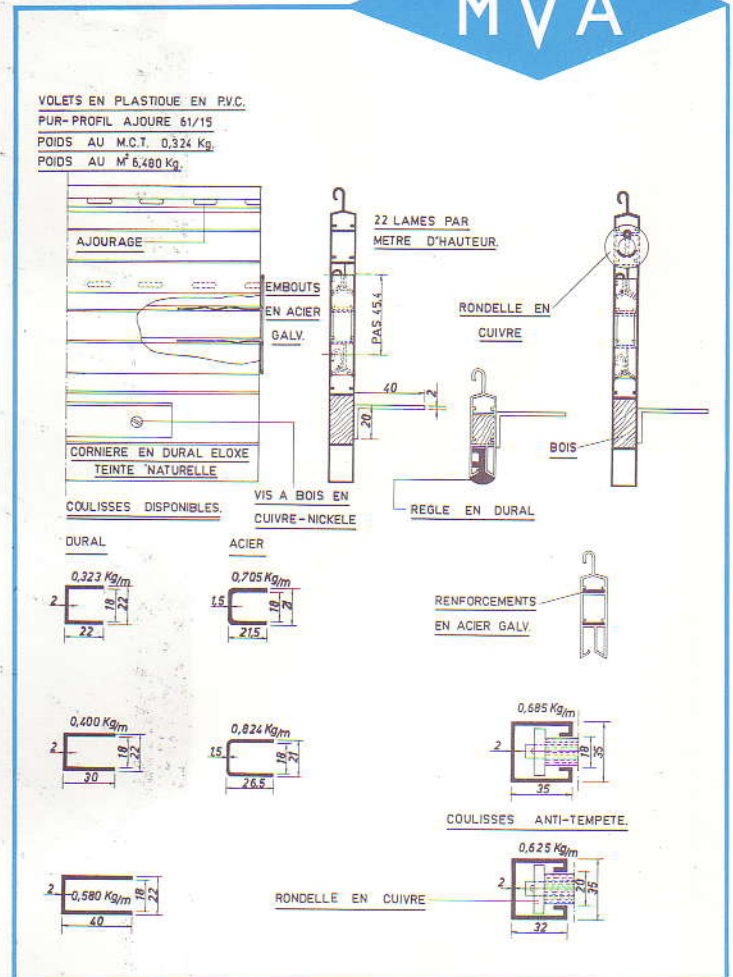 MVA
VOLETS EN PLASTIQUE EN P.V.C.
PUR-PROFIL AJOURE 61/15
POIDS AU M.C.T. 0,324 Kg.
POIDS AU M² 6,480 Kg.
AJOURAGE
22 LAMES PAR
METRE D'HAUTEUR.
EMBOUTS
EN ACIER
GALV.
PAS 45.4
RONDELLE EN
CUIVRE
40
2
20
BOIS
CORNIERE EN DURAL ELOXE
TEINTE NATURELLE
VIS A BOIS EN
CUIVRE-NICKELE
REGLE EN DURAL
COULISSES DISPONIBLES.
DURAL
ACIER
0,323 Kg/m
2
18
22
22
0,705 Kg/m
1.5
18
21
21,5
RENFORCEMENTS
EN ACIER GALV.
0,400 Kg/m
2
18
22
30
0,824 Kg/m
1.5
18
21
26.5
0,685 Kg/m
2
18
35
35
COULISSES ANTI-TEMPETE.
2
0,580 Kg/m
18
22
40
RONDELLE EN CUIVRE
0,625 Kg/m
2
20
35
32